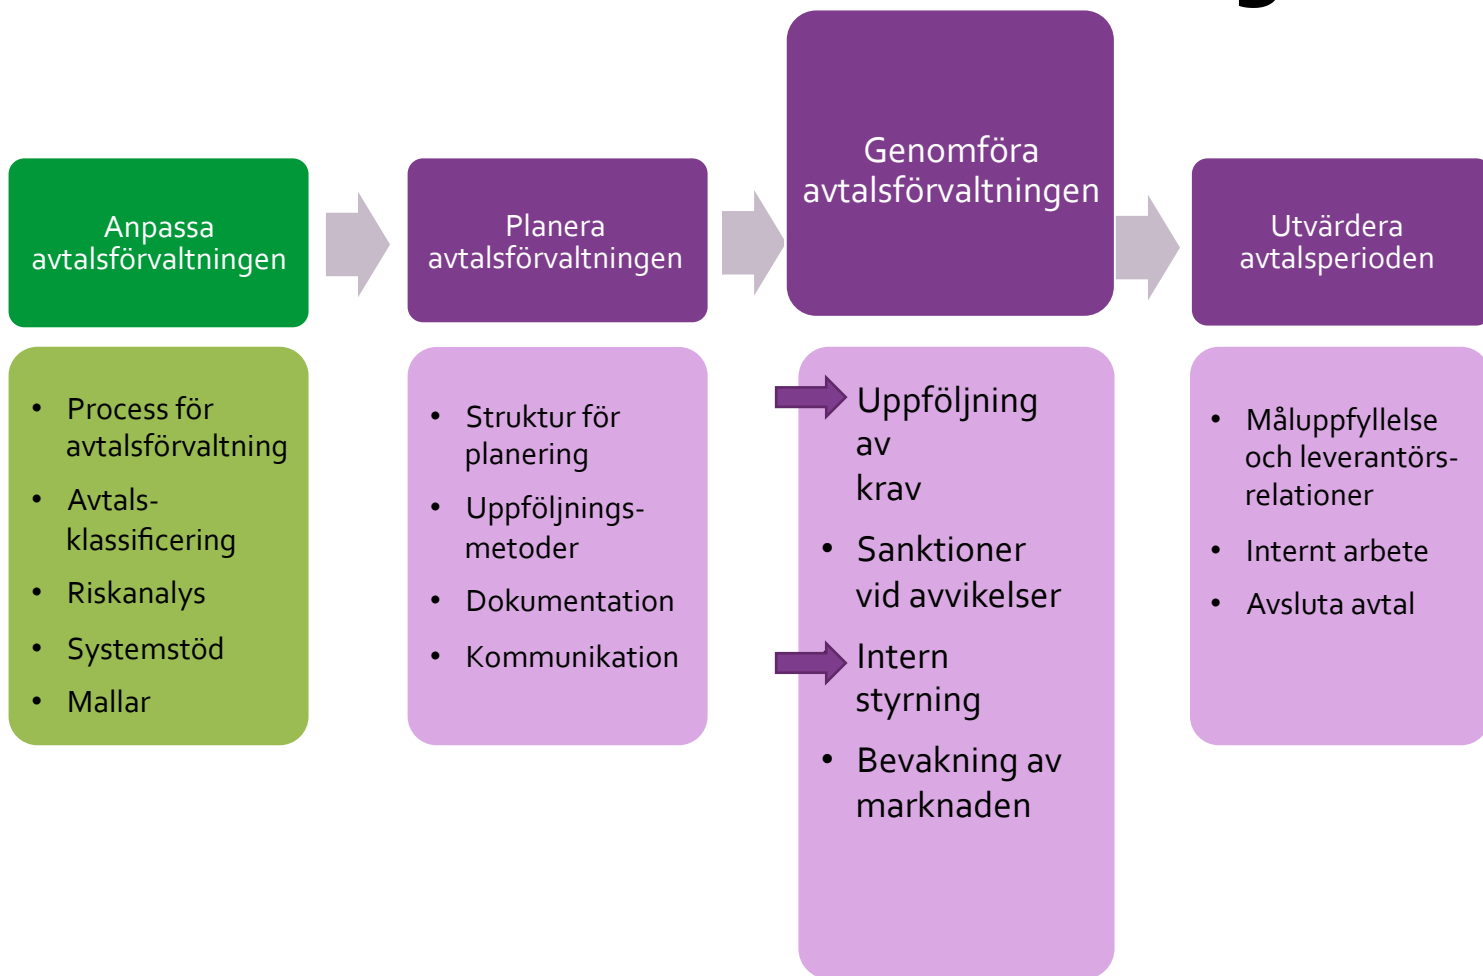 Anpassa
avtalsförvaltningen
• Process för
avtalsförvaltning
• Avtals-
klassificering
• Riskanalys
• Systemstöd
• Mallar
Planera
avtalsförvaltningen
• Struktur för
planering
• Uppföljnings-
metoder
• Dokumentation
• Kommunikation
Genomföra
avtalsförvaltningen
Uppföljning
av
krav
• Sanktioner
vid avvikelser
Intern
styrning
• Bevakning av
marknaden
Utvärdera
avtalsperioden
• Måluppfyllelse
och leverantörs-
relationer
• Internt arbete
• Avsluta avtal